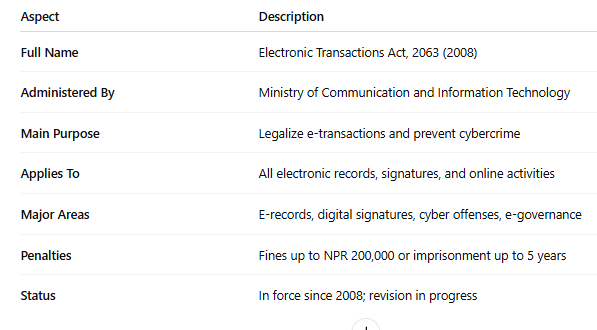 Aspect Description
Full Name Electronic Transactions Act, 2063 (2008)
Administered By Ministry of Communication and Information Technology
Main Purpose Legalize e-transactions and prevent cybercrime
Applies To All electronic records, signatures, and online activities
Major Areas E-records, digital signatures, cyber offenses, e-governance
Penalties Fines up to NPR 200,000 or imprisonment up to 5 years
Status In force since 2008; revision in progress